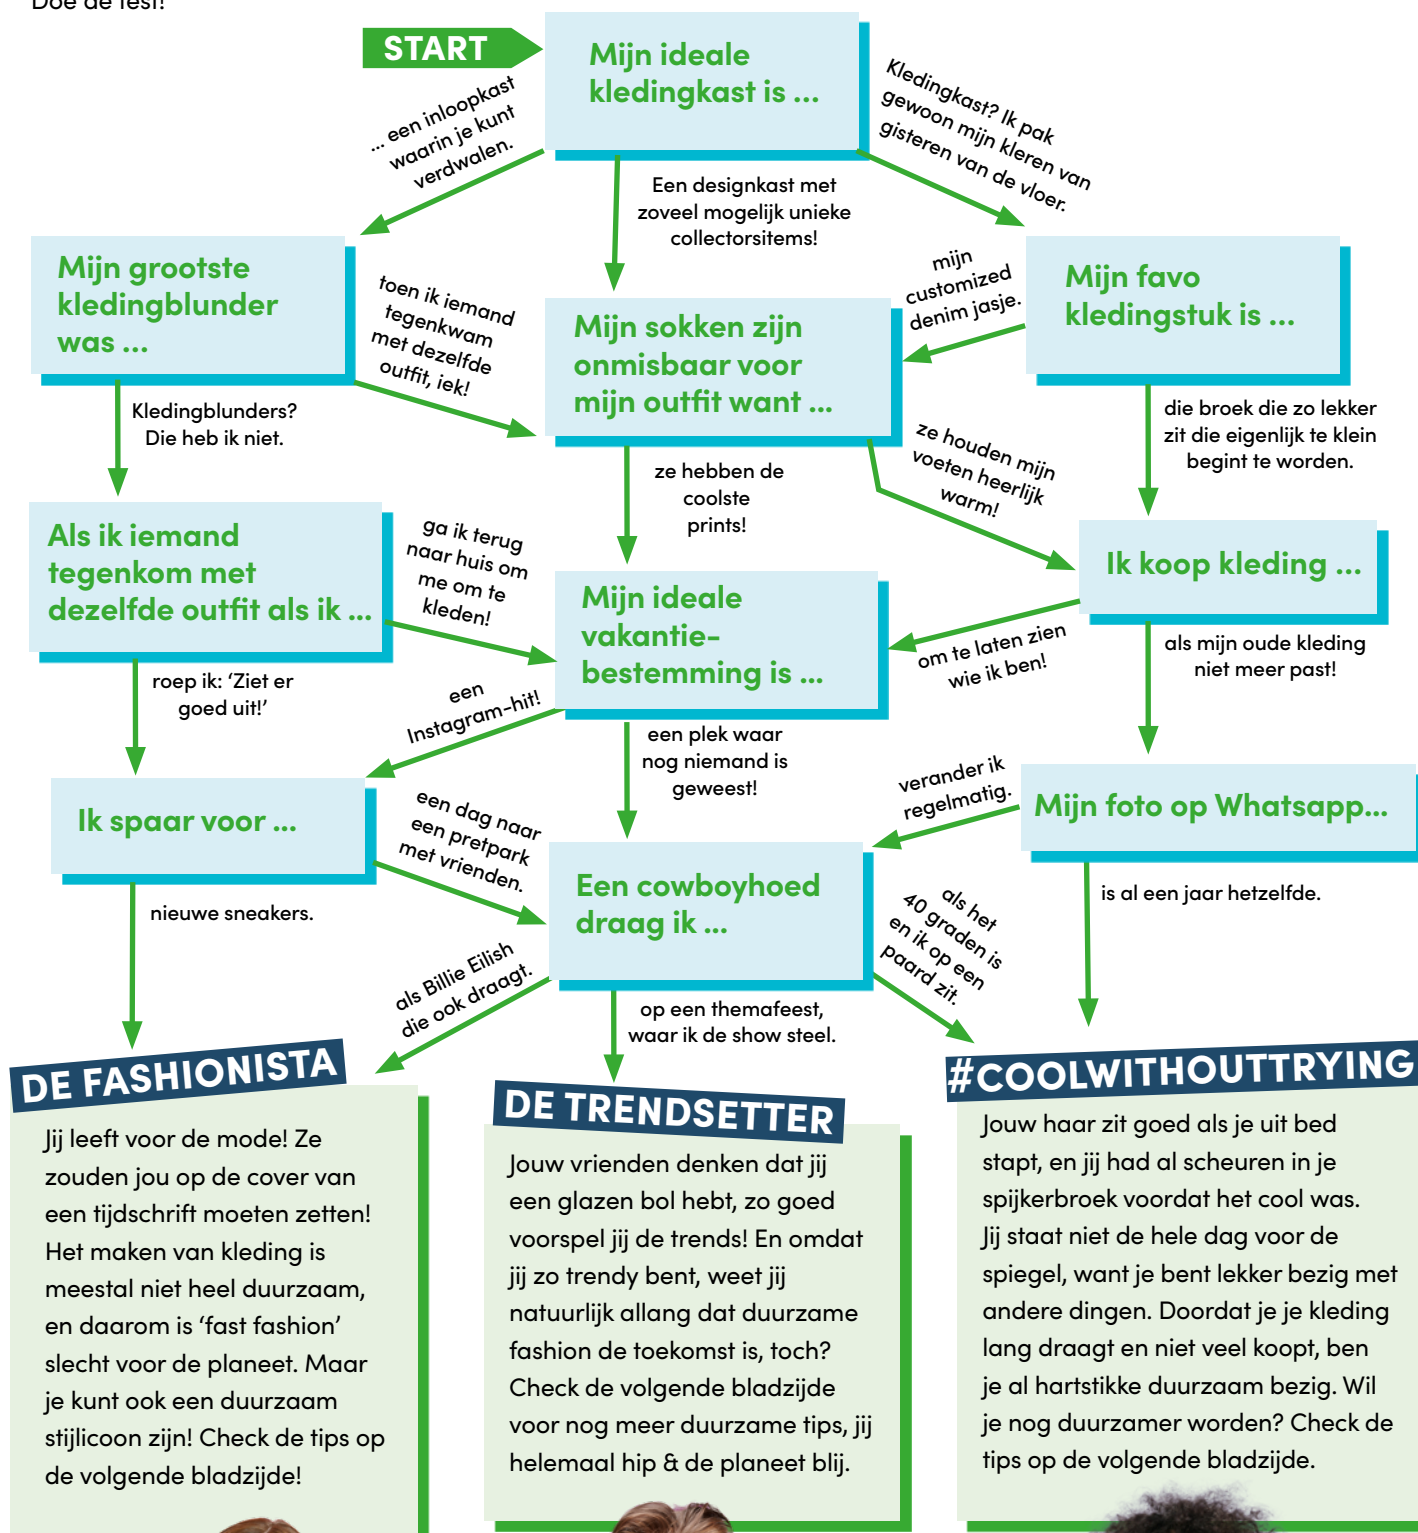 Doe de test!
START
Mijn ideale
kledingkast is ...
... een inloopkast
waarin je kunt
verdwalen.
Een designkast met
zoveel mogelijk unieke
collectorsitems!
Kledingkast? Ik pak
gewoon mijn kleren van
gisteren van de vloer.
Mijn grootste
kledingblunder
was ...
toen ik iemand
tegenkwam
met dezelfde
outfit, iek!
Kledingblunders?
Die heb ik niet.
Mijn sokken zijn
onmisbaar voor
mijn outfit want ...
mijn
customized
denim jasje.
Mijn favo
kledingstuk is ...
die broek die zo lekker
zit die eigenlijk te klein
begint te worden.
ze hebben de
coolste
prints!
ze houden mijn
voeten heerlijk
warm!
Als ik iemand
tegenkom met
dezelfde outfit als ik ...
ga ik terug
naar huis om
me om te
kleden!
roep ik: ‘Ziet er
goed uit!’
Mijn ideale
vakantie-
bestemming is ...
Ik koop kleding ...
om te laten zien
wie ik ben!
als mijn oude kleding
niet meer past!
een
Instagram-hit!
een plek waar
nog niemand is
geweest!
Ik spaar voor ...
een dag naar
een pretpark
met vrienden.
nieuwe sneakers.
verander ik
regelmatig.
Mijn foto op Whatsapp...
is al een jaar hetzelfde.
Een cowboyhoed
draag ik ...
als Billie Eilish
die ook draagt.
op een themafeest,
waar ik de show steel.
als het
40 graden is
en ik op een
paard zit.
DE FASHIONISTA
Jij leeft voor de mode! Ze
zouden jou op de cover van
een tijdschrift moeten zetten!
Het maken van kleding is
meestal niet heel duurzaam,
en daarom is ‘fast fashion’
slecht voor de planeet. Maar
je kunt ook een duurzaam
stijlicoon zijn! Check de tips op
de volgende bladzijde!
DE TRENDSETTER
Jouw vrienden denken dat jij
een glazen bol hebt, zo goed
voorspel jij de trends! En omdat
jij zo trendy bent, weet jij
natuurlijk allang dat duurzame
fashion de toekomst is, toch?
Check de volgende bladzijde
voor nog meer duurzame tips, jij
helemaal hip & de planeet blij.
#COOLWITHOUTTRYING
Jouw haar zit goed als je uit bed
stapt, en jij had al scheuren in je
spijkerbroek voordat het cool was.
Jij staat niet de hele dag voor de
spiegel, want je bent lekker bezig met
andere dingen. Doordat je je kleding
lang draagt en niet veel koopt, ben
je al hartstikke duurzaam bezig. Wil
je nog duurzamer worden? Check de
tips op de volgende bladzijde.